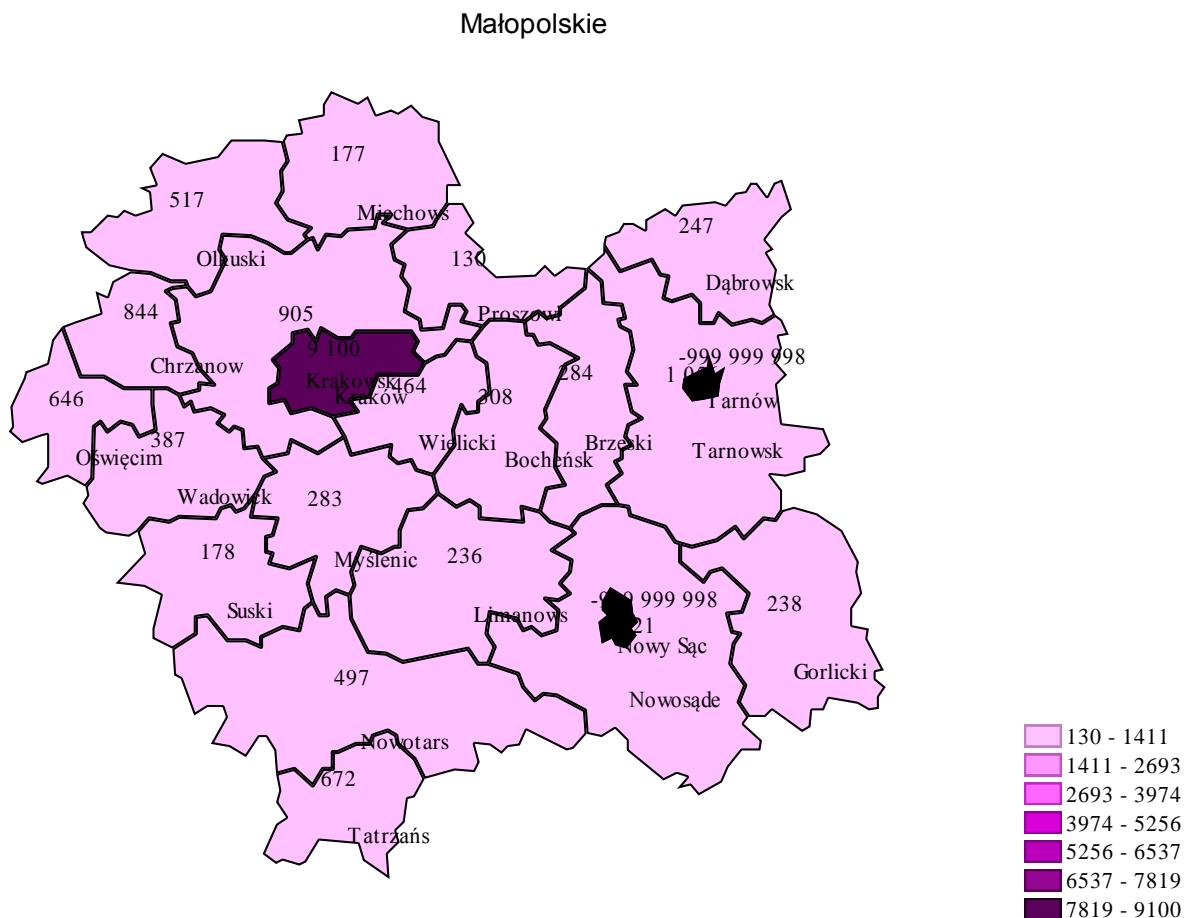 Małopolskie
177
517
Miechows
247
Olkuski
130
Dąbrowsk
844
905
Proszowi
9 100
-999 999 998
Chrzanow
284
Krakowsk
464
646
Kraków
308
Tarnów
387
Oświęcim
Wielicki
Brzeski
Tarnowsk
Bocheńsk
Wadowick
283
178
Myślenic
236
238
Suski
Limanows
-999 999 998
21
Nowy Sąc
497
Gorlicki
Nowosąde
Nowotars
672
Tatrzańs
130 - 1411
1411 - 2693
2693 - 3974
3974 - 5256
5256 - 6537
6537 - 7819
7819 - 9100